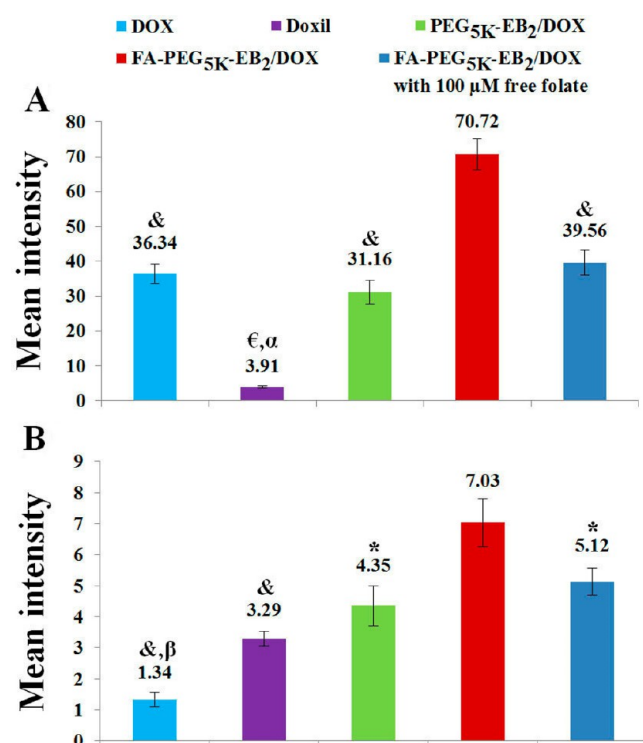 DOX
Doxil
PEG5K-EB2/DOX
FA-PEG5K-EB2/DOX
FA-PEG5K-EB2/DOX
with 100 μM free folate
A
Mean intensity
80
70
60
50
40
30
20
10
0
&
36.34
€,α
3.91
&
31.16
70.72
&
39.56
B
Mean intensity
9
8
7
6
5
4
3
2
1
0
&,β
1.34
&
3.29
*
4.35
7.03
*
5.12